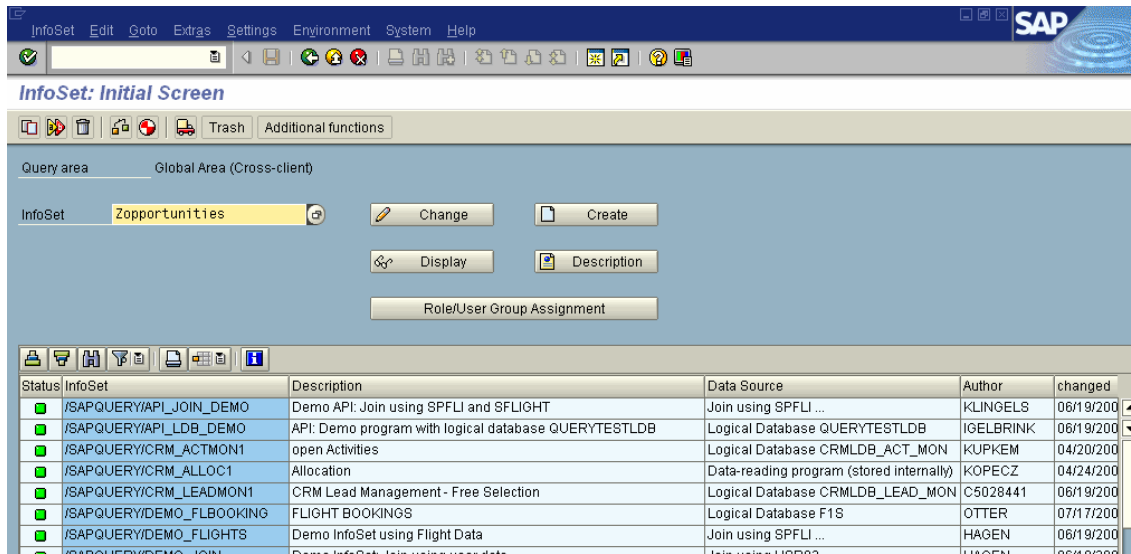 InfoSet Edit Goto Extras Settings Environment System Help
SAP
InfoSet: Initial Screen
Trash Additional functions
Query area Global Area (Cross-client)
InfoSet Zopportunities Change Create
Display Description
Role/User Group Assignment
Status InfoSet Description Data Source Author changed
/SAPQUERY/API_JOIN_DEMO Demo API: Join using SPFLI and SFLIGHT Join using SPFLI ... KLINGELS 06/19/200
/SAPQUERY/API_LDB_DEMO API: Demo program with logical database QUERYTESTLDB Logical Database QUERYTESTLDB IGELBRINK 06/19/200
/SAPQUERY/CRM_ACTMON1 open Activities Logical Database CRMLDB_ACT_MON KUPKEM 04/20/200
/SAPQUERY/CRM_ALLOC1 Allocation Data-reading program (stored internally) KOPECZ 04/24/200
/SAPQUERY/CRM_LEADMON1 CRM Lead Management - Free Selection Logical Database CRMLDB_LEAD_MON C5028441 06/19/200
/SAPQUERY/DEMO_FLBOOKING FLIGHT BOOKINGS Logical Database F1S OTTER 07/17/200
/SAPQUERY/DEMO_FLIGHTS Demo InfoSet using Flight Data Join using SPFLI ... HAGEN 06/19/200